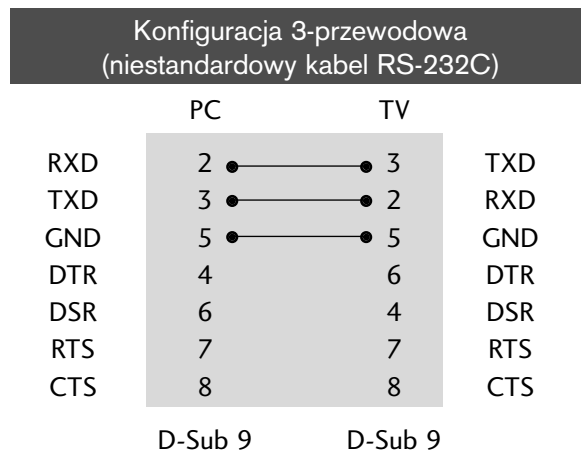 Konfiguracja 3-przewodowa
(niestandardowy kabel RS-232C)
PC TV
RXD 2 3 TXD
TXD 3 2 RXD
GND 5 5 GND
DTR 4 6 DTR
DSR 6 4 DSR
RTS 7 7 RTS
CTS 8 8 CTS
D-Sub 9 D-Sub 9